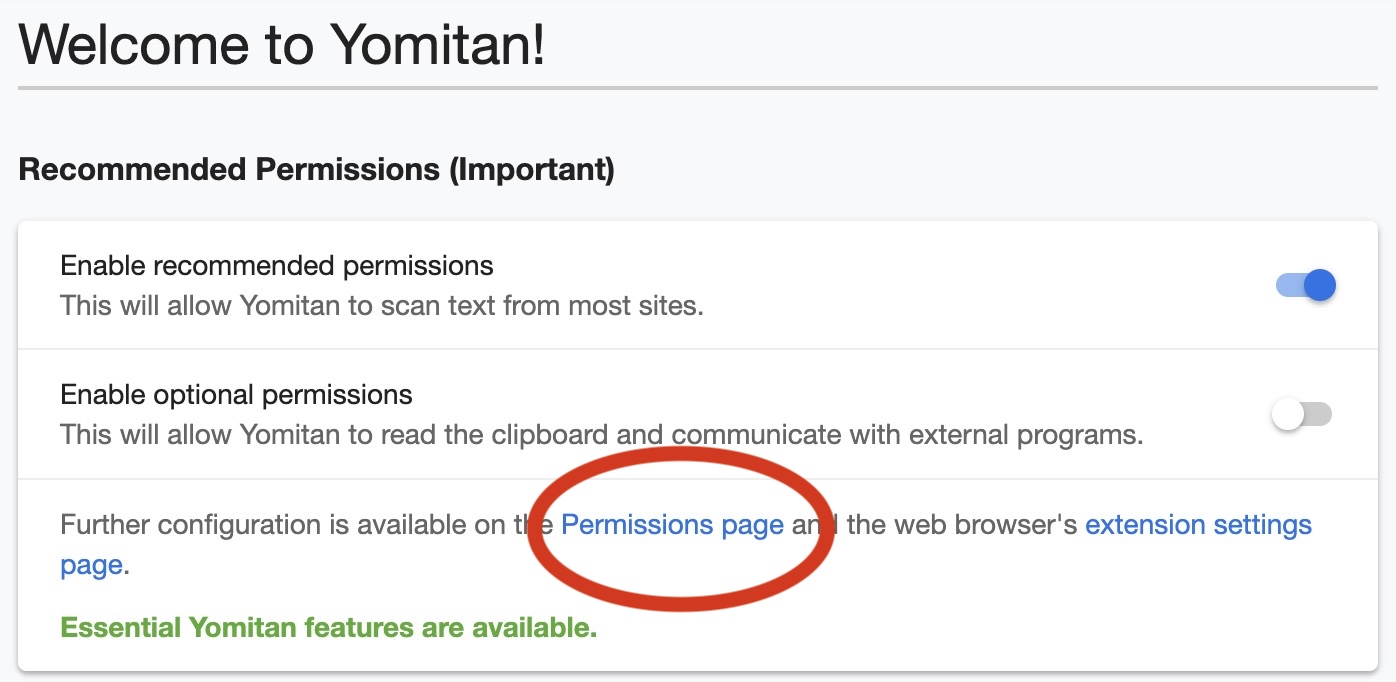 Welcome to Yomitan!
Recommended Permissions (Important)
Enable recommended permissions
This will allow Yomitan to scan text from most sites.
Enable optional permissions
This will allow Yomitan to read the clipboard and communicate with external programs.
Further configuration is available on the Permissions page and the web browser's extension settings
page.
Essential Yomitan features are available.